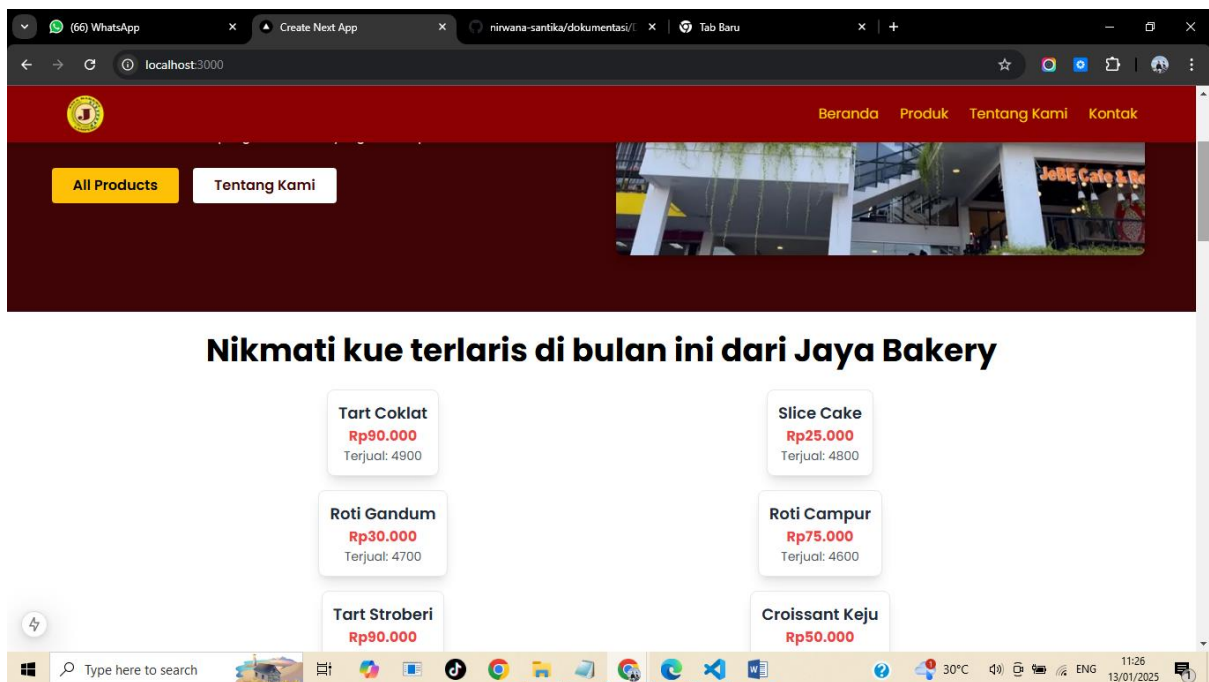 (66) WhatsApp
Create Next App
nirwana-santika/dokumentasi/
Tab Baru
localhost:3000
J
Beranda Produk Tentang Kami Kontak
All Products
Tentang Kami
JeBE Cafe & Re
Nikmati kue terlaris di bulan ini dari Jaya Bakery
Tart Coklat
Rp90.000
Terjual: 4900
Slice Cake
Rp25.000
Terjual: 4800
Roti Gandum
Rp30.000
Terjual: 4700
Roti Campur
Rp75.000
Terjual: 4600
Tart Stroberi
Rp90.000
Croissant Keju
Rp50.000
Type here to search
30°C
ENG
11:26
13/01/2025
1